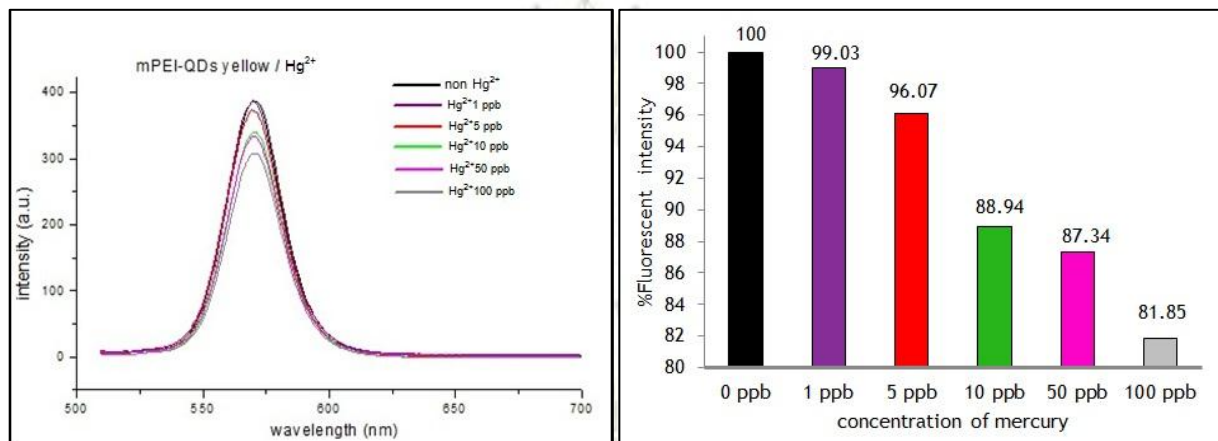 mPEI-QDs yellow / Hg²⁺
non Hg²⁺
Hg²⁺1 ppb
Hg²⁺5 ppb
Hg²⁺10 ppb
Hg²⁺50 ppb
Hg²⁺100 ppb
intensity (a.u.)
400
300
200
100
0
500
550
600
650
700
wavelength (nm)
%Fluorescent intensity
100
98
96
94
92
90
88
86
84
82
80
100
99.03
96.07
88.94
87.34
81.85
0 ppb
1 ppb
5 ppb
10 ppb
50 ppb
100 ppb
concentration of mercury